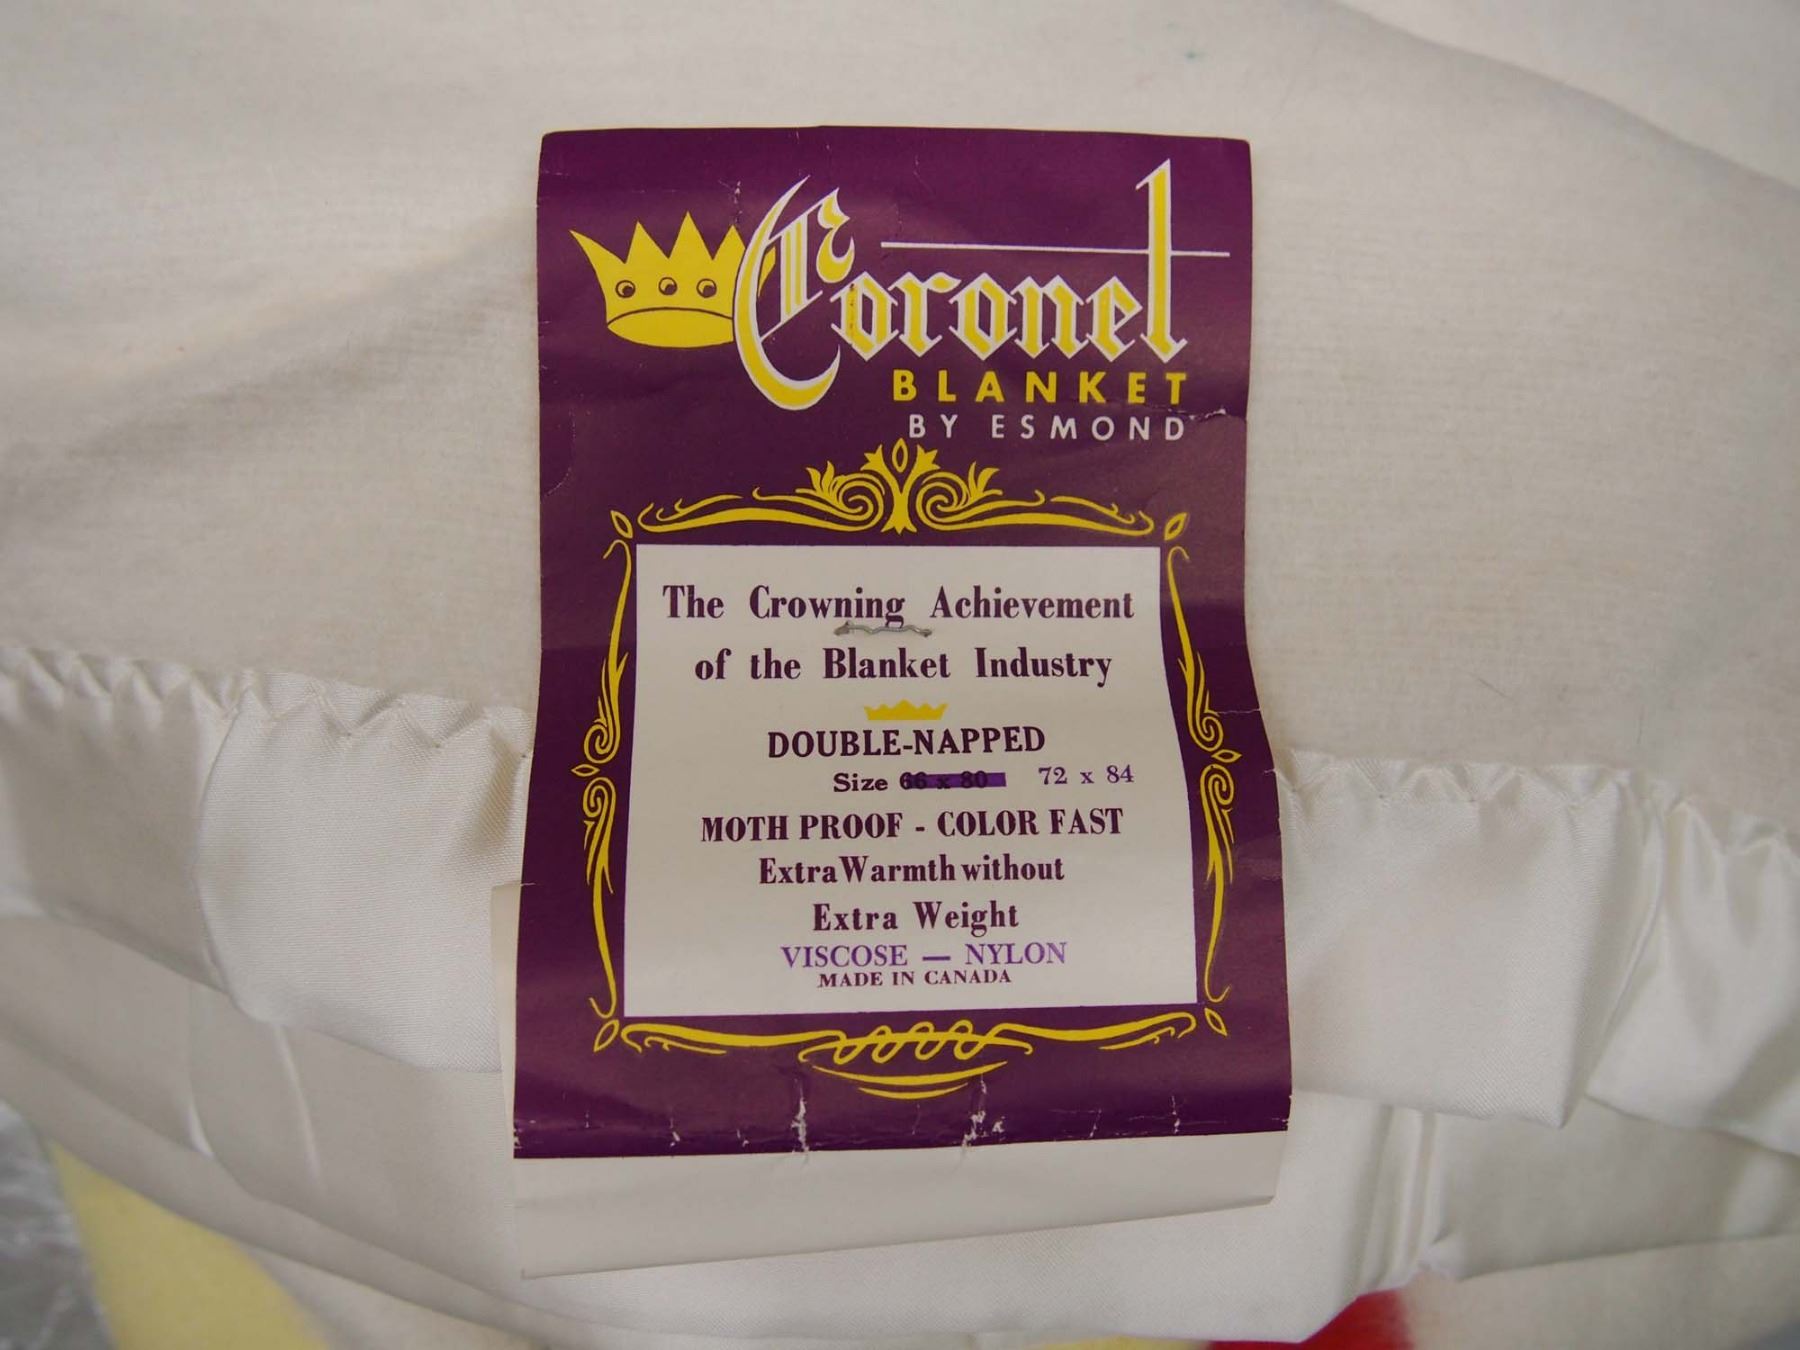 Coronet
BLANKET
BY ESMOND
The Crowning Achievement
of the Blanket Industry
DOUBLE-NAPPED
Size 66 x 80 72 x 84
MOTH PROOF - COLOR FAST
Extra Warmth without
Extra Weight
VISCOSE — NYLON
MADE IN CANADA